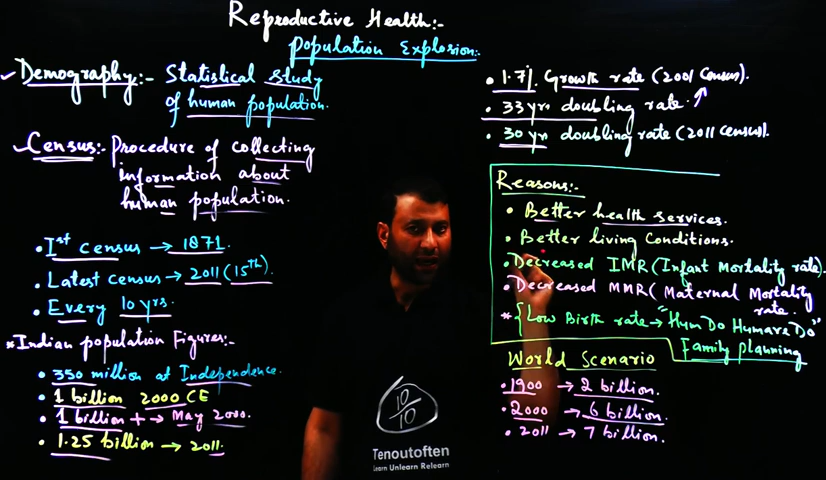 Reproductive Health:-
Population Explosion:-
✓ Demography:- Statistical study
of human population.
✓ Census:- Procedure of collecting
information about
human population.
• Ist census → 1871.
• Latest census → 2011 (15th)
• Every 10 yrs.
* Indian population Figures:-
• 350 million at Independence.
• 1 billion 2000 CE
• 1 billion + → May 2000.
• 1.25 billion → 2011.
• 1.7% Growth rate (2001 Census).
• 33 yrs doubling rate. ↑
• 30 yr doubling rate (2011 census).
Reasons:-
• Better health services.
• Better living Conditions.
• Decreased IMR (Infant Mortality rate).
• Decreased MMR ( Maternal Mortality
rate.
* { Low Birth rate → "Hum Do Humare Do"
Family planning
World Scenario
• 1900 → 2 billion.
• 2000 → 6 billion.
• 2011 → 7 billion.
10/10
Tenoutoften
Learn Unlearn Relearn